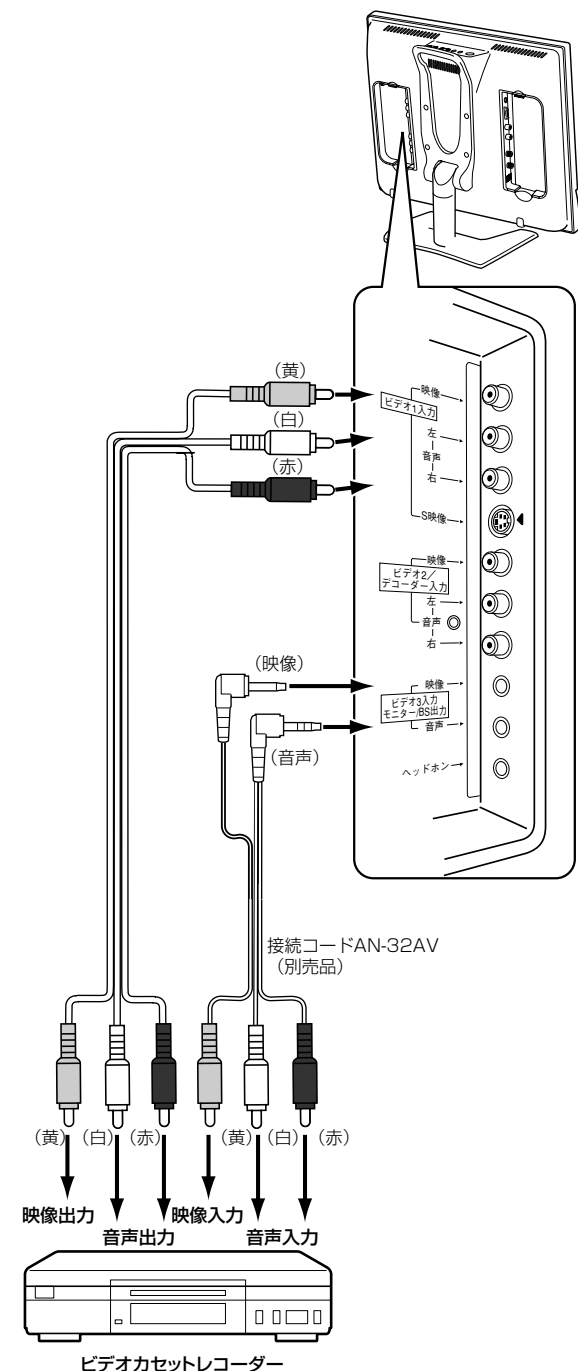 (黄)
(白)
(赤)
映像
ビデオ1入力
左
音声
右
S映像
映像
ビデオ2/
デコーダー入力
左
音声
右
(映像)
映像
ビデオ3入力
モニター/BS出力
音声
(音声)
ヘッドホン
接続コードAN-32AV
(別売品)
(黄) (白) (赤) (黄) (白) (赤)
映像出力 映像入力
音声出力 音声入力
ビデオカセットレコーダー